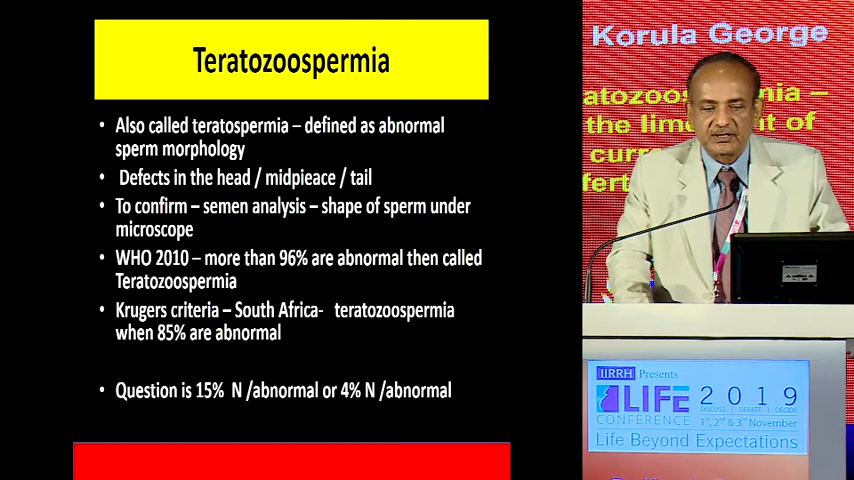 Teratozoospermia
• Also called teratospermia – defined as abnormal
sperm morphology
• Defects in the head / midpieace / tail
• To confirm – semen analysis – shape of sperm under
microscope
• WHO 2010 – more than 96% are abnormal then called
Teratozoospermia
• Krugers criteria – South Africa- teratozoospermia
when 85% are abnormal
• Question is 15% N /abnormal or 4% N /abnormal
Korula George
of
IIRRH Presents
LIFE
CONFERENCE
2019
DISCUSS | DEBATE | DECIDE
1st, 2nd & 3rd November
Life Beyond Expectations